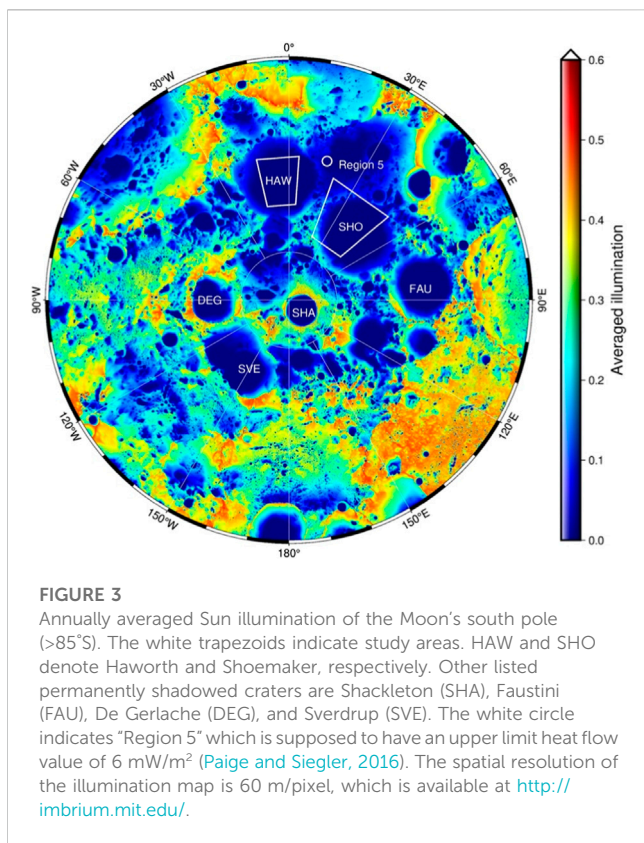 0°
30°W
30°E
60°W
60°E
Region 5
HAW
SHO
FAU
90°W
DEG
SHA
90°E
SVE
120°W
120°E
150°W
150°E
180°
0.6
0.5
0.4
0.3
0.2
0.1
0.0
Averaged illumination
FIGURE 3
Annually averaged Sun illumination of the Moon's south pole
(>85°S). The white trapezoids indicate study areas. HAW and SHO
denote Haworth and Shoemaker, respectively. Other listed
permanently shadowed craters are Shackleton (SHA), Faustini
(FAU), De Gerlache (DEG), and Sverdrup (SVE). The white circle
indicates "Region 5" which is supposed to have an upper limit heat flow
value of 6 mW/m² (Paige and Siegler, 2016). The spatial resolution of
the illumination map is 60 m/pixel, which is available at http://
imbrium.mit.edu/.